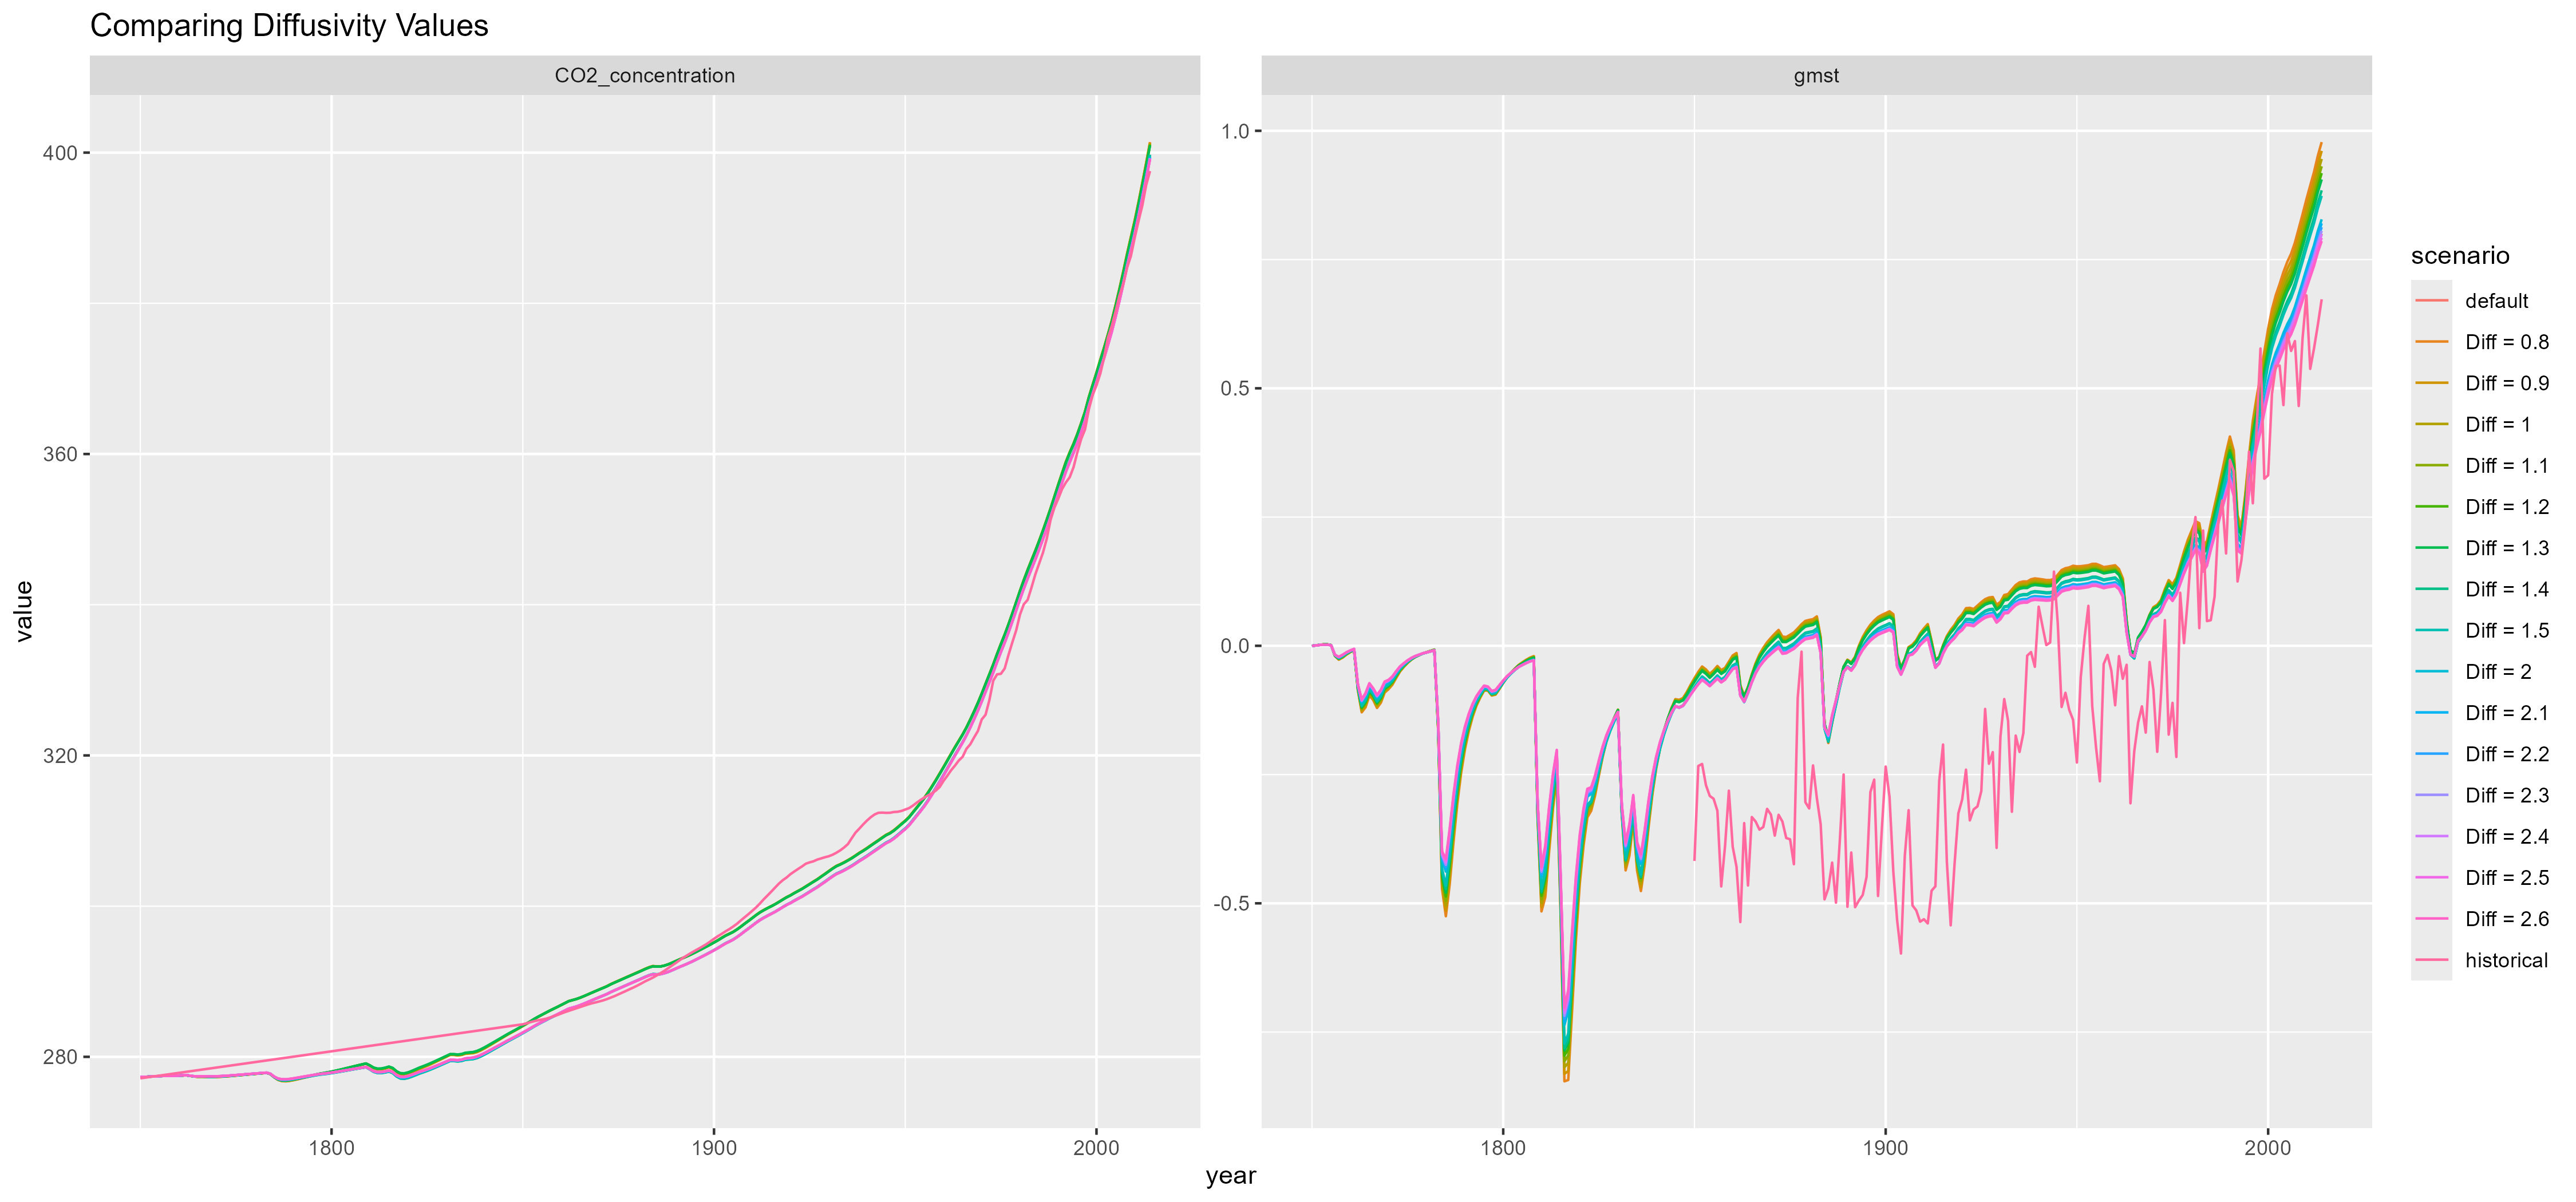 Comparing Diffusivity Values
CO2_concentration
gmst
value
400
360
320
280
1800
1900
2000
1.0
0.5
0.0
-0.5
1800
1900
2000
year
scenario
default
Diff = 0.8
Diff = 0.9
Diff = 1
Diff = 1.1
Diff = 1.2
Diff = 1.3
Diff = 1.4
Diff = 1.5
Diff = 2
Diff = 2.1
Diff = 2.2
Diff = 2.3
Diff = 2.4
Diff = 2.5
Diff = 2.6
historical